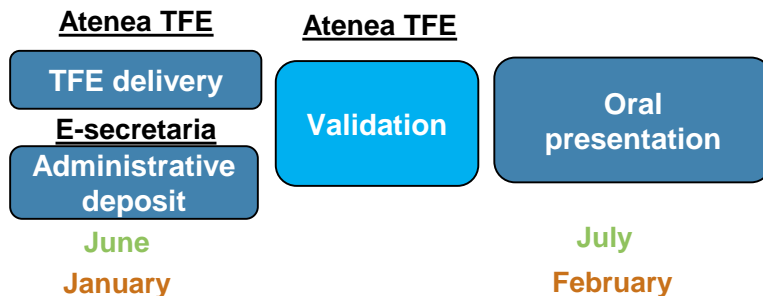 Atenea TFE
TFE delivery
E-secretaria
Administrative
deposit
June
January
Atenea TFE
Validation
Oral
presentation
July
February